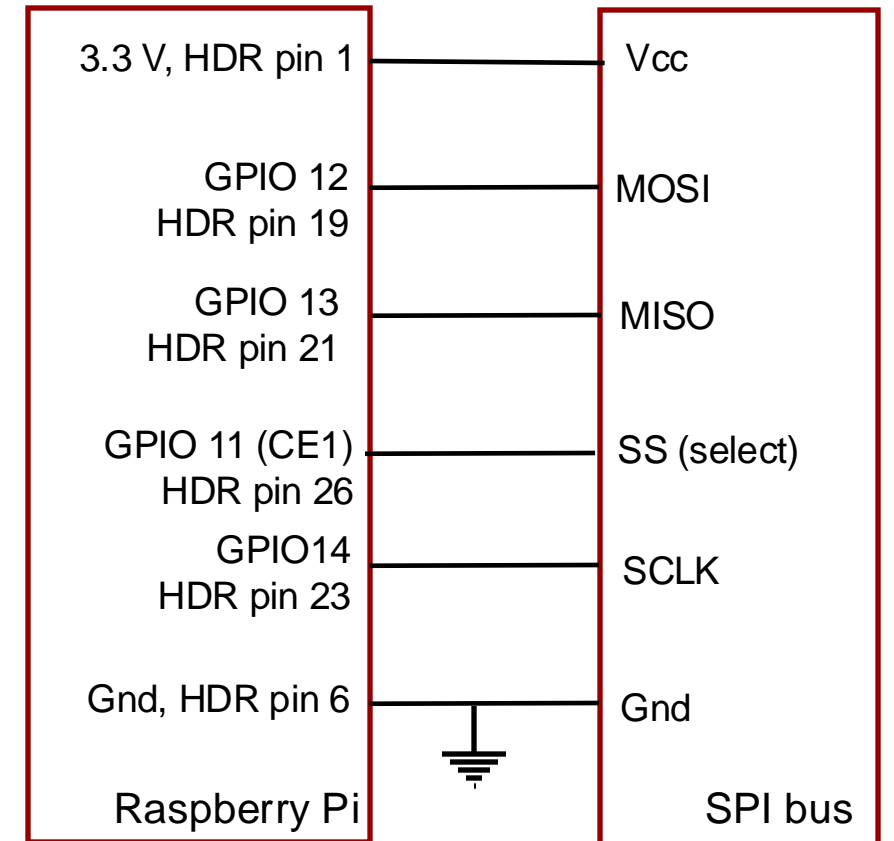 3.3 V, HDR pin 1
Vcc
GPIO 12
HDR pin 19
MOSI
GPIO 13
HDR pin 21
MISO
GPIO 11 (CE1)
HDR pin 26
SS (select)
GPIO14
HDR pin 23
SCLK
Gnd, HDR pin 6
Gnd
Raspberry Pi
SPI bus